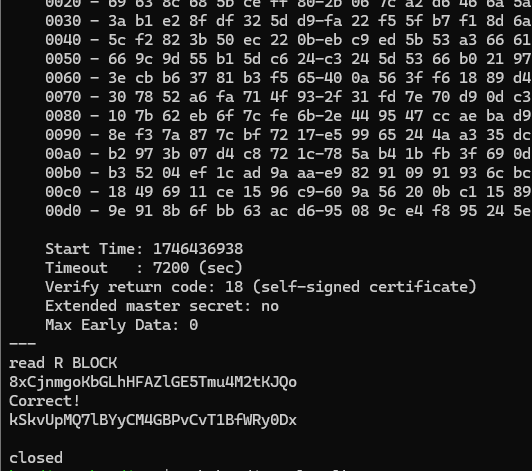 0020 - 69 63 8c 68 5b ce ff 80-2b 06 7c a2 d6 46 6a 5a
0030 - 3a b1 e2 8f df 32 5d d9-fa 22 f5 5f b7 f1 8d 6a
0040 - 5c f2 82 3b 50 ec 22 0b-eb c9 ed 5b 53 a3 66 61
0050 - 66 9c 9d 55 b1 5d c6 24-c3 24 5d 53 66 b0 21 97
0060 - 3e cb b6 37 81 b3 f5 65-40 0a 56 3f f6 18 89 d4
0070 - 30 78 52 a6 fa 71 4f 93-2f 31 fd 7e 70 d9 0d c3
0080 - 10 7b 62 eb 6f 7c fe 6b-2e 44 95 47 cc ae ba d9
0090 - 8e f3 7a 87 7c bf 72 17-e5 99 65 24 4a a3 35 dc
00a0 - b2 97 3b 07 d4 c8 72 1c-78 5a b4 1b fb 3f 69 0d
00b0 - b3 52 04 ef 1c ad 9a aa-e9 82 91 09 91 93 6c bc
00c0 - 18 49 69 11 ce 15 96 c9-60 9a 56 20 0b c1 15 89
00d0 - 9e 91 8b 6f bb 63 ac d6-95 08 9c e4 f8 95 24 5e
Start Time: 1746436938
Timeout : 7200 (sec)
Verify return code: 18 (self-signed certificate)
Extended master secret: no
Max Early Data: 0
---
read R BLOCK
8xCjnmgoKbGLhHFAZlGE5Tmu4M2tKJQo
Correct!
kSkvUpMQ7lBYyCM4GBPvCvT1BfWRy0Dx
closed